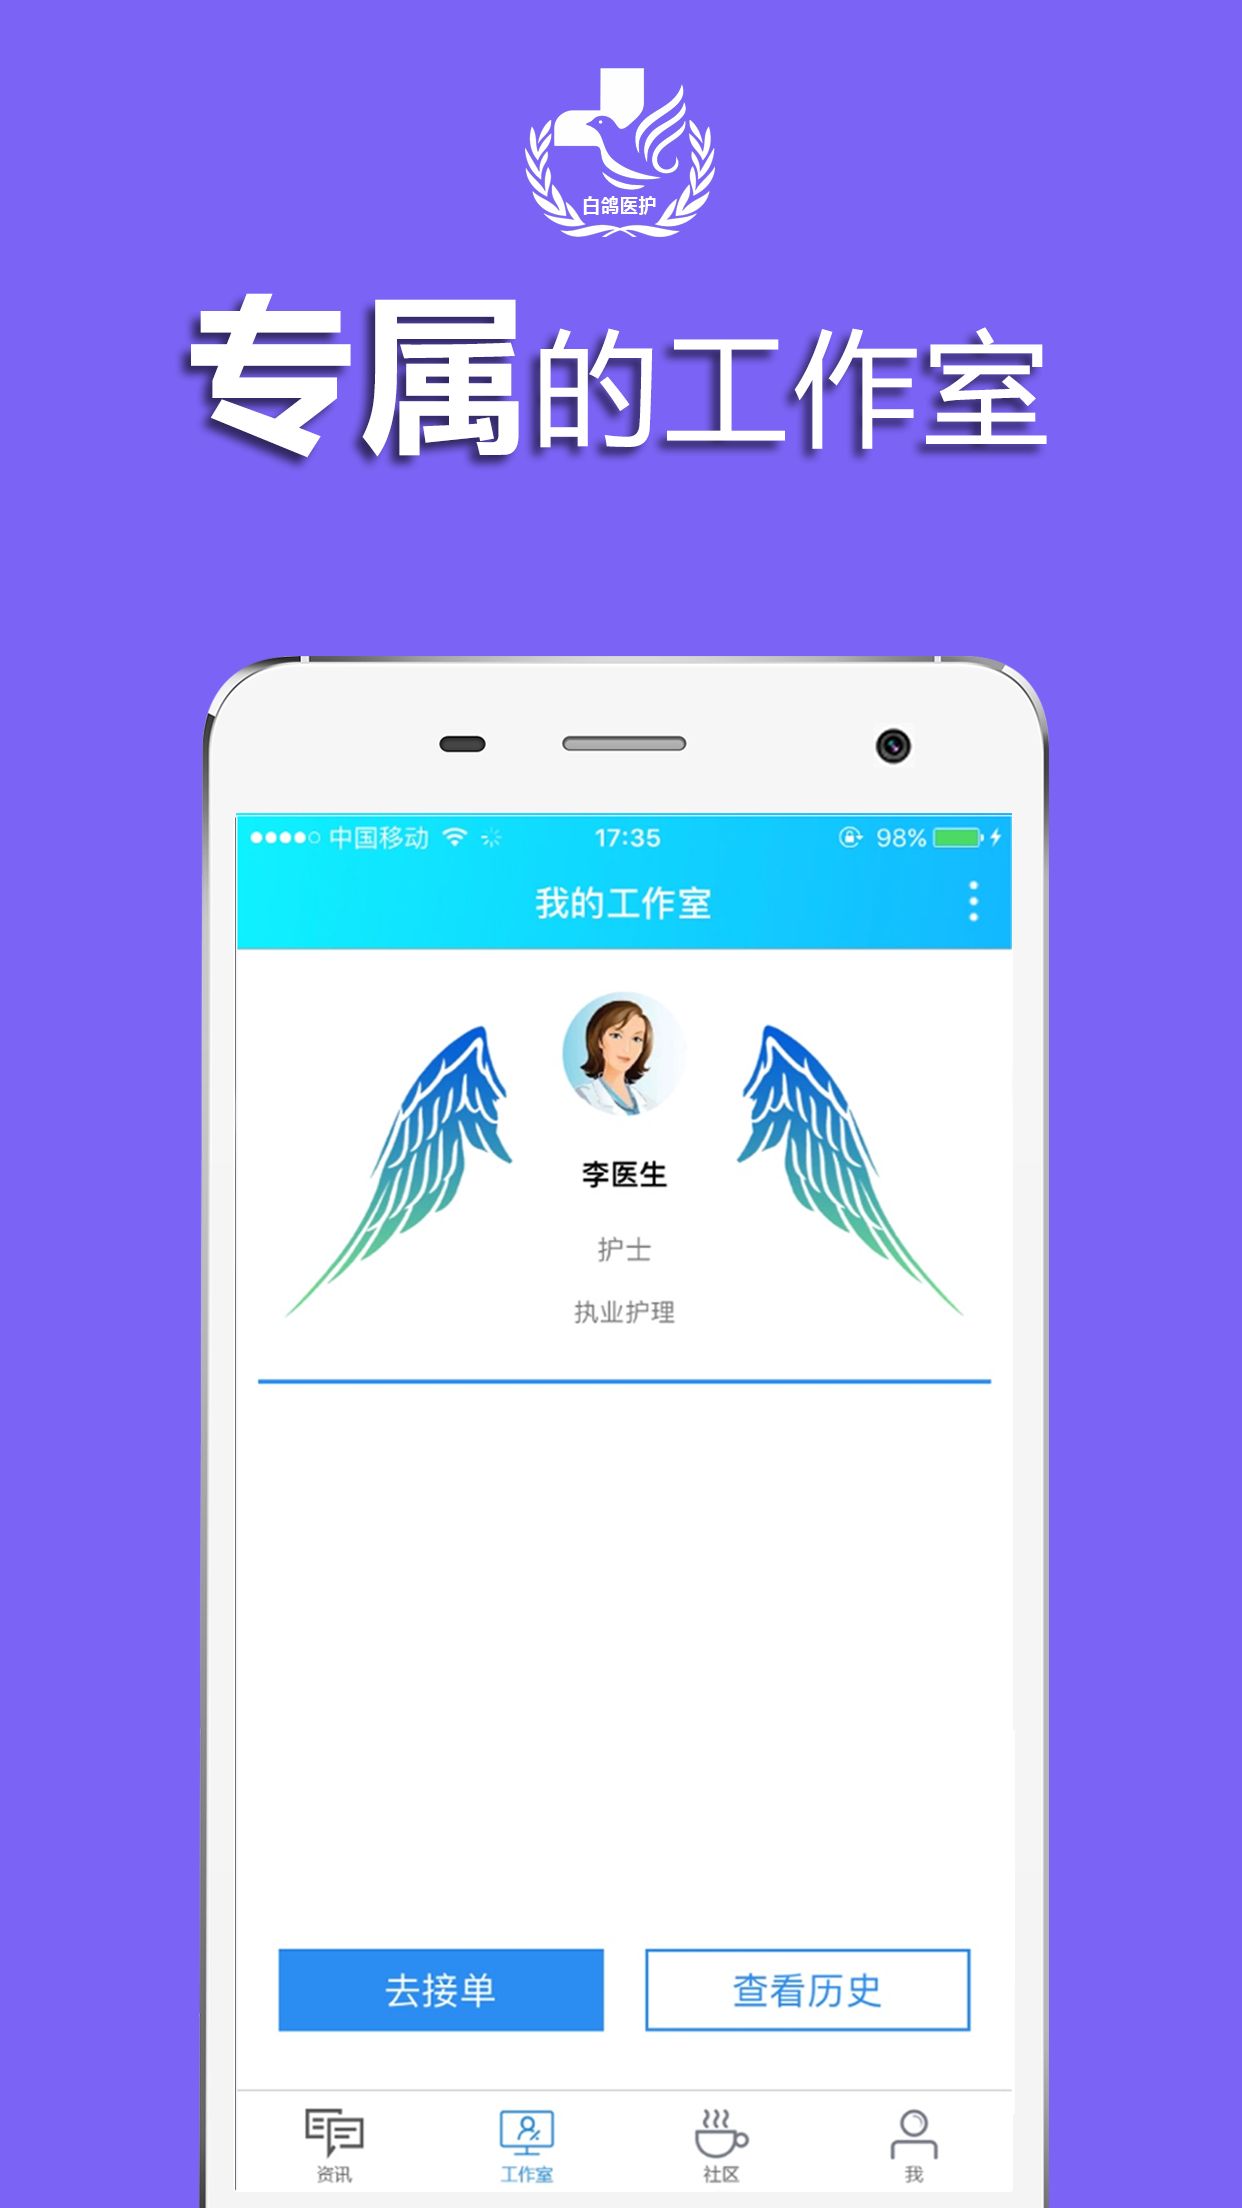 白鸽医护
专属的工作室
中国移动 17:35 98%
我的工作室
李医生
护士
执业护理
去接单 查看历史
资讯 工作室 社区 我